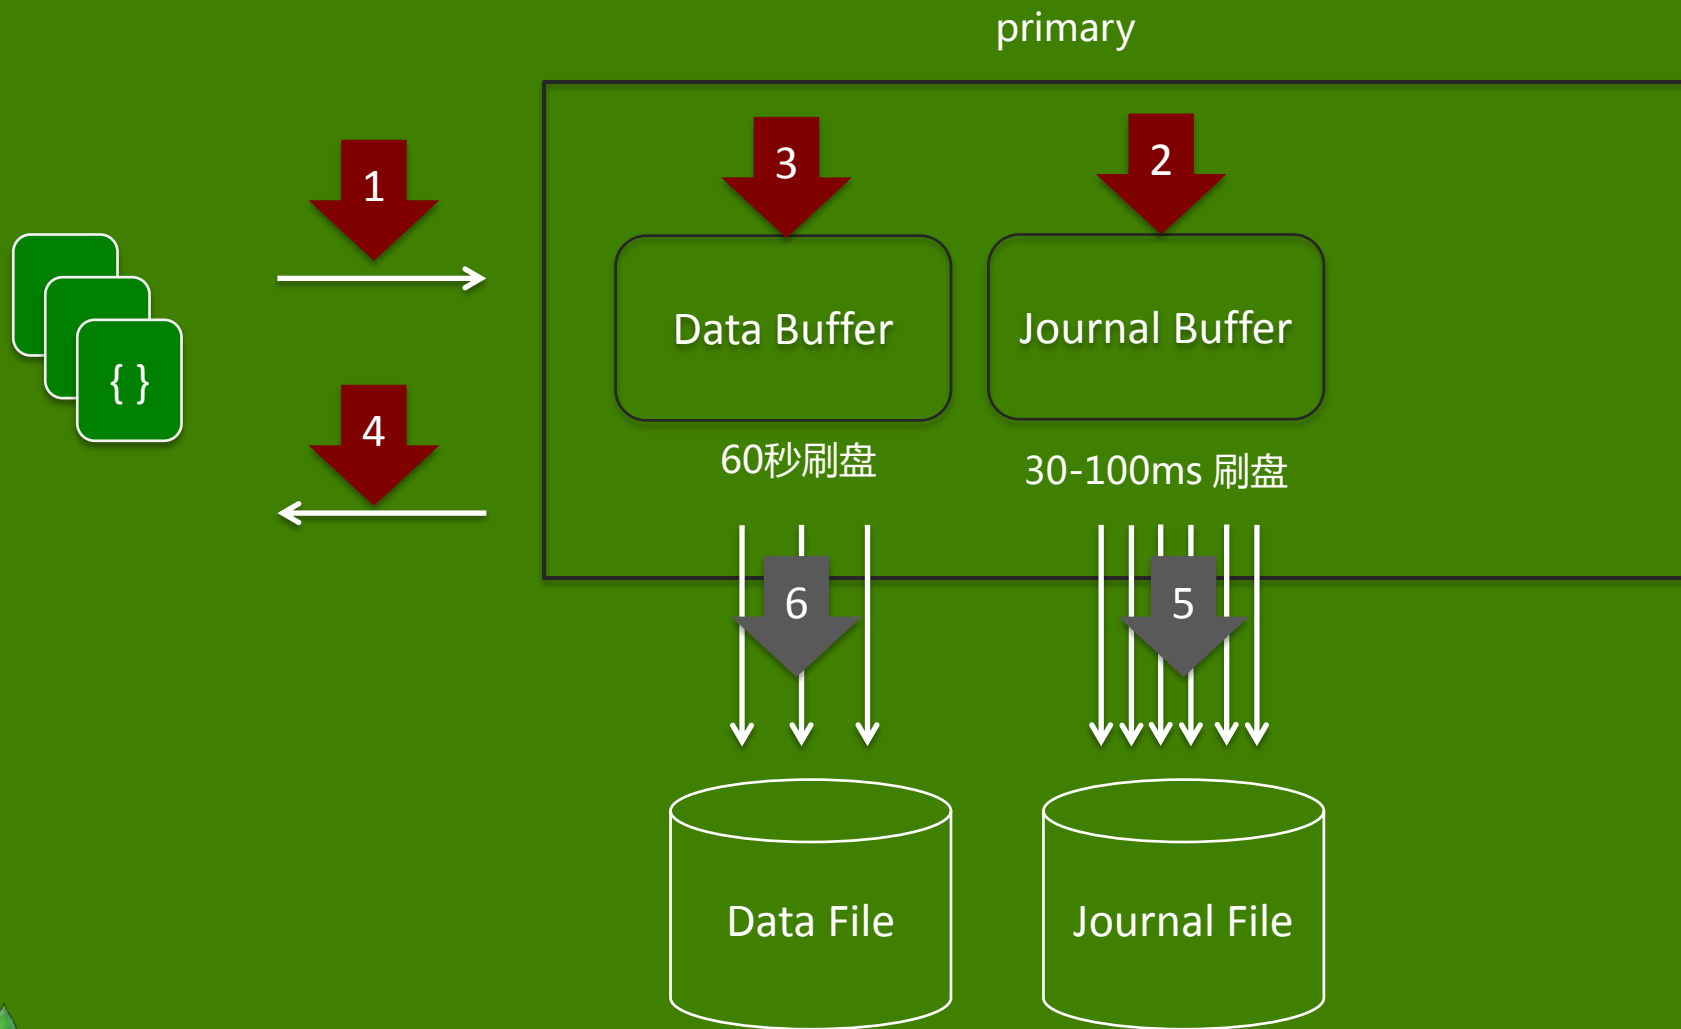 primary
1
3
2
{ }
Data Buffer
Journal Buffer
4
60秒刷盘
30-100ms 刷盘
6
5
Data File
Journal File